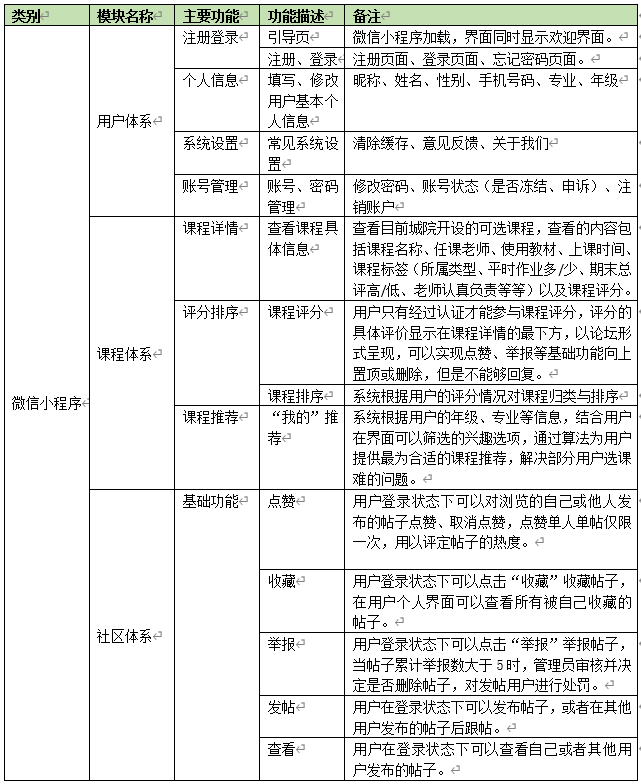 类别 模块名称 主要功能 功能描述 备注
微信小程序
用户体系
注册登录
引导页
微信小程序加载，界面同时显示欢迎界面。
注册、登录
注册页面、登录页面、忘记密码页面。
个人信息
填写、修改
用户基本个
人信息
昵称、姓名、性别、手机号码、专业、年级
系统设置
常见系统设
置
清除缓存、意见反馈、关于我们
账号管理
账号、密码
管理
修改密码、账号状态（是否冻结、申诉）、注
销账户
课程体系
课程详情
查看课程具
体信息
查看目前城院开设的可选课程，查看的内容包
括课程名称、任课老师、使用教材、上课时间、
课程标签（所属类型、平时作业多/少、期末总
评高/低、老师认真负责等等）以及课程评分。
评分排序
课程评分
用户只有经过认证才能参与课程评分，评分的
具体评价显示在课程详情的最下方，以论坛形
式呈现，可以实现点赞、举报等基础功能向上
置顶或删除，但是不能够回复。
课程排序
系统根据用户的评分情况对课程归类与排序
课程推荐
“我的”推
荐
系统根据用户的年级、专业等信息，结合用户
在界面可以筛选的兴趣选项，通过算法为用户
提供最为合适的课程推荐，解决部分用户选课
难的问题。
社区体系
基础功能
点赞
用户登录状态下可以对浏览的自己或他人发
布的帖子点赞、取消点赞，点赞单人单帖仅限
一次，用以评定帖子的热度。
收藏
用户登录状态下可以点击“收藏”收藏帖子，
在用户个人界面可以查看所有被自己收藏的
帖子。
举报
用户登录状态下可以点击“举报”举报帖子，
当帖子累计举报数大于 5 时，管理员审核并决
定是否删除帖子，对发帖用户进行处罚。
发帖
用户在登录状态下可以发布帖子，或者在其他
用户发布的帖子后跟帖。
查看
用户在登录状态下可以查看自己或者其他用
户发布的帖子。